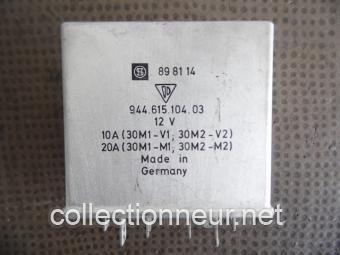 89 81 14
944.615.104.03
12 V
10A (30M1-V1, 30M2-V2)
20A (30M1-M1, 30M2-M2)
Made in
Germany
collectionneur.net